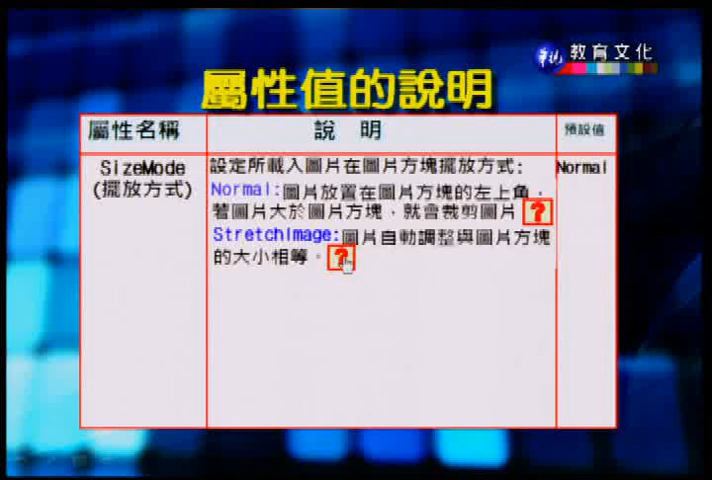 華視 教育文化
屬性值的說明
屬性名稱 說 明 預設值
SizeMode 設定所載入圖片在圖片方塊擺放方式: Normal
(擺放方式) Normal:圖片放置在圖片方塊的左上角,
若圖片大於圖片方塊,就會裁剪圖片 ?
StretchImage:圖片自動調整與圖片方塊
的大小相等。 ?